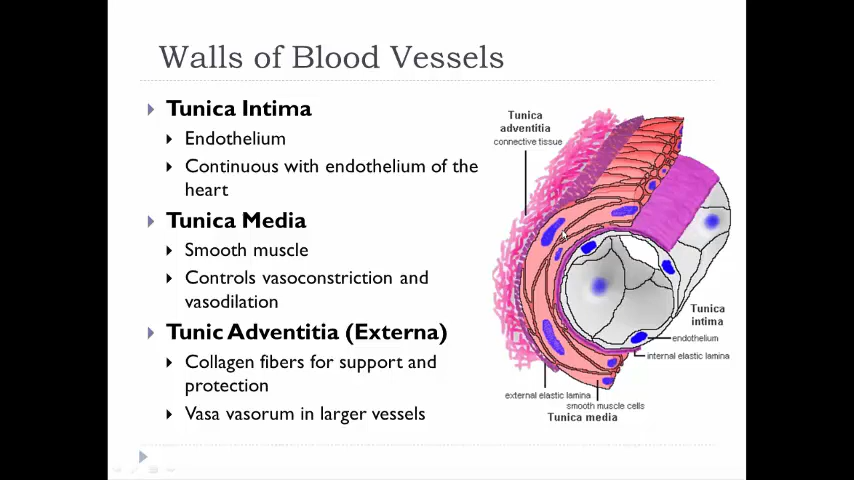 Walls of Blood Vessels
Tunica Intima
Endothelium
Continuous with endothelium of the
heart
Tunica Media
Smooth muscle
Controls vasoconstriction and
vasodilation
Tunic Adventitia (Externa)
Collagen fibers for support and
protection
Vasa vasorum in larger vessels
Tunica
adventitia
connective tissue
Tunica
intima
endothelium
internal elastic lamina
external elastic lamina
smooth muscle cells
Tunica media